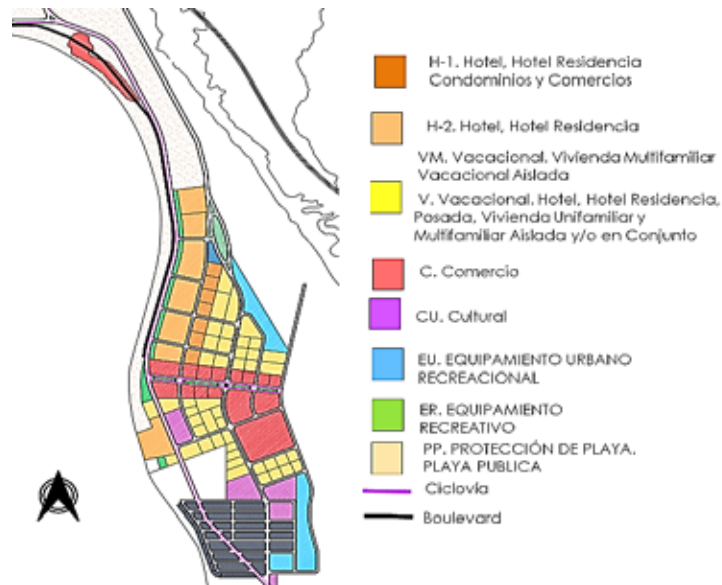 H-1. Hotel, Hotel Residencia
Condominios y Comercios
H-2. Hotel, Hotel Residencia
VM. Vacacional. Vivienda Multifamiliar
Vacacional Aislada
V. Vacacional. Hotel, Hotel Residencia,
Posada, Vivienda Unifamiliar y
Multifamiliar Aislada y/o en Conjunto
C. Comercio
CU. Cultural
EU. EQUIPAMIENTO URBANO
RECREACIONAL
ER. EQUIPAMIENTO
RECREATIVO
PP. PROTECCIÓN DE PLAYA.
PLAYA PUBLICA
Ciclovía
Boulevard